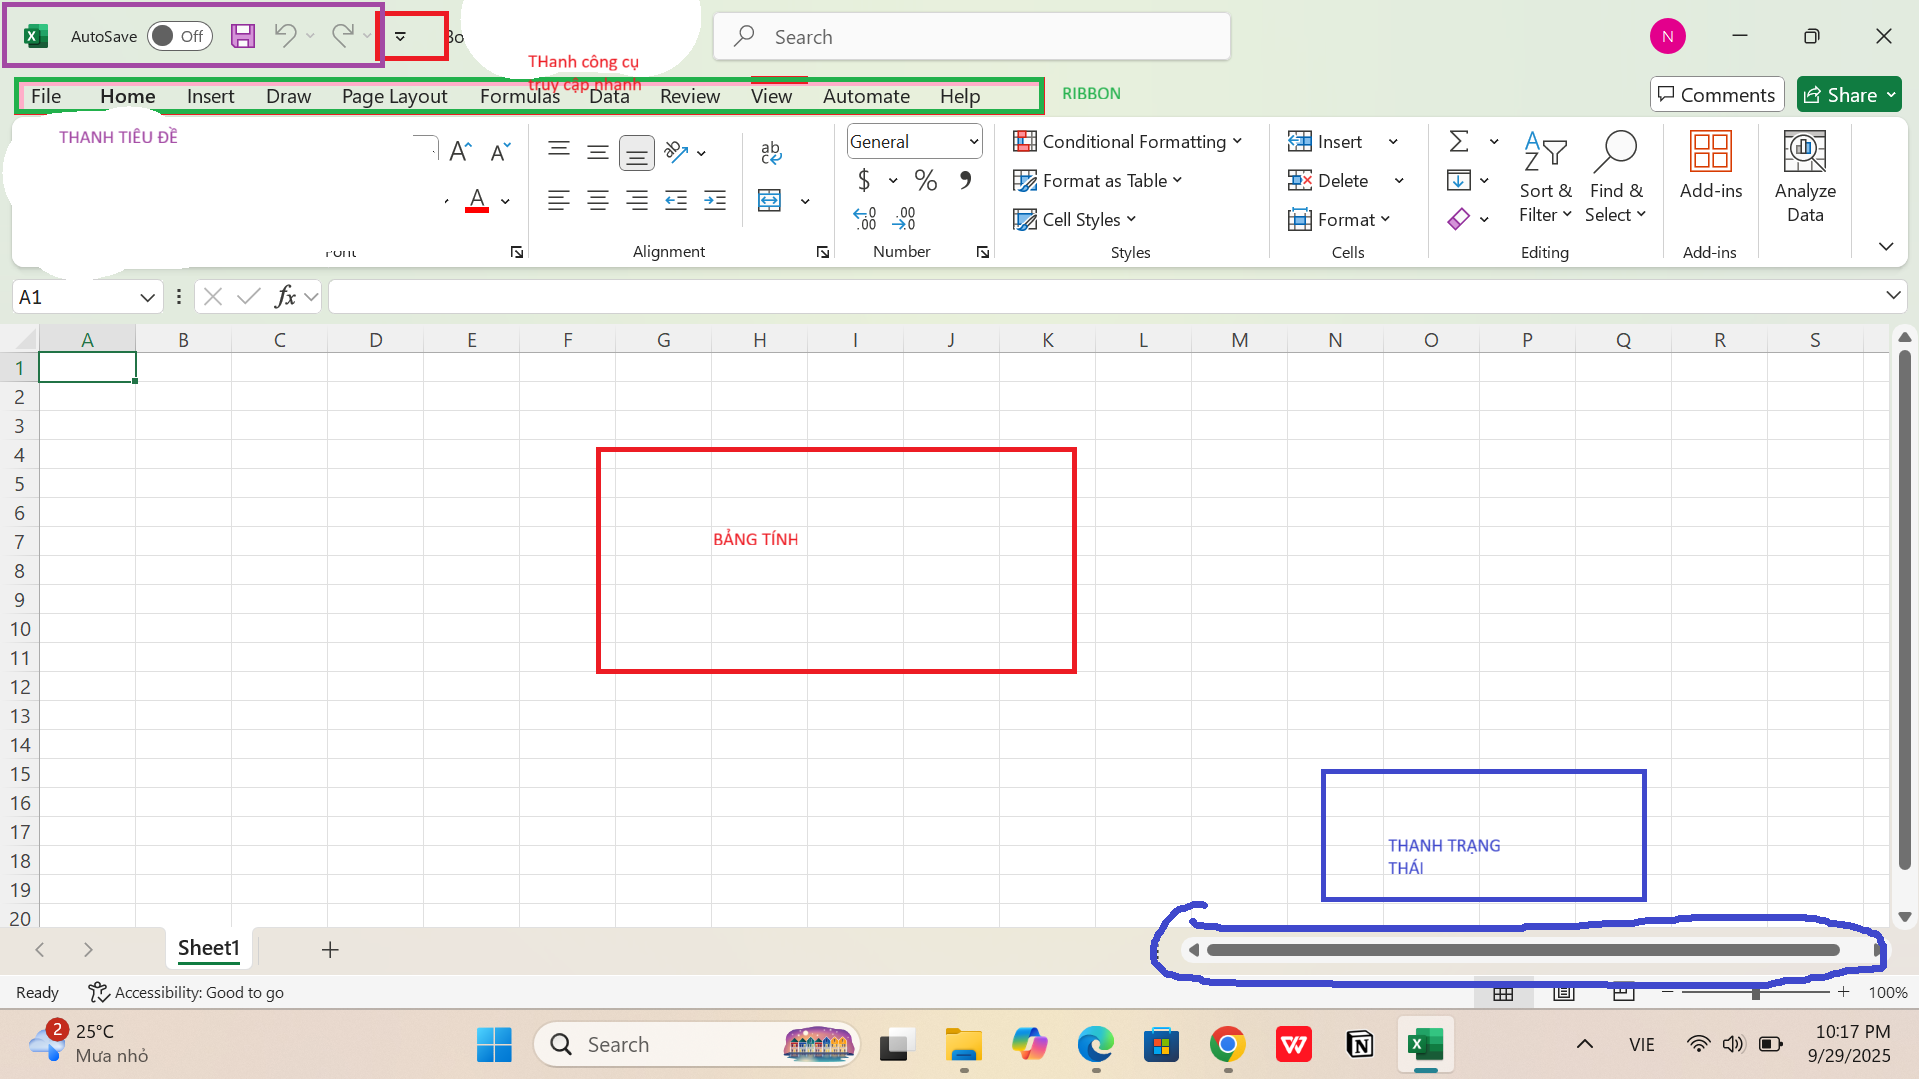 AutoSave Off
Bo
Search
N
THanh công cụ
truy cập nhanh
File Home Insert Draw Page Layout Formulas Data Review View Automate Help
RIBBON
Comments Share
THANH TIÊU ĐỀ
General
Conditional Formatting
Format as Table
Cell Styles
Insert
Delete
Format
Sort &
Filter
Find &
Select
Add-ins
Analyze
Data
Font Alignment Number Styles Cells Editing Add-ins
A1 fx
A B C D E F G H I J K L M N O P Q R S
1
2
3
4
5
6
7
8
9
10
11
12
13
14
15
16
17
18
19
20
BẢNG TÍNH
THANH TRẠNG
THÁI
Sheet1
Ready Accessibility: Good to go 100%
2
25°C
Mưa nhỏ
Search
VIE
10:17 PM
9/29/2025